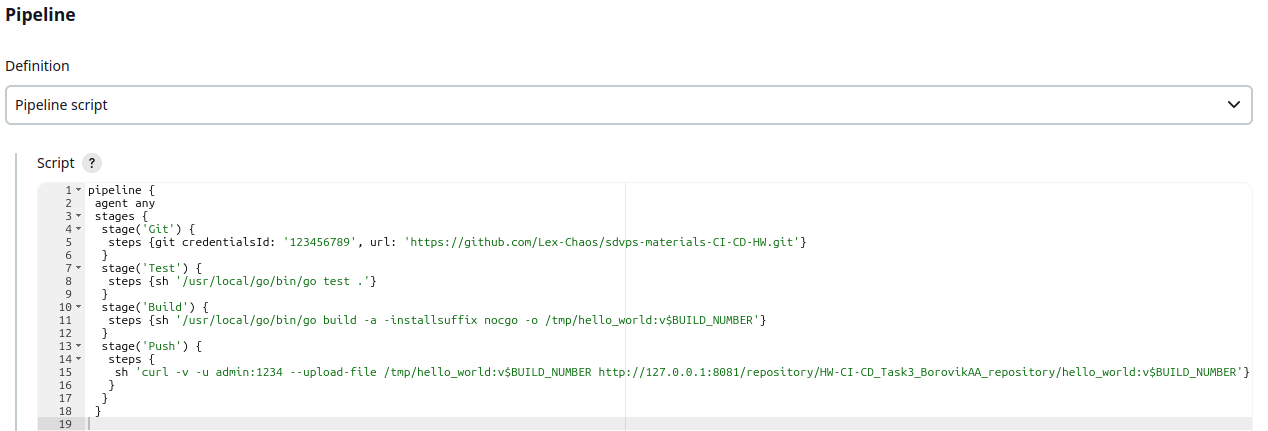 Pipeline
Definition
Pipeline script
Script ?
1 pipeline {
2 agent any
3 stages {
4 stage('Git') {
5 steps {git credentialsId: '123456789', url: 'https://github.com/Lex-Chaos/sdvps-materials-CI-CD-HW.git'}
6 }
7 stage('Test') {
8 steps {sh '/usr/local/go/bin/go test .'}
9 }
10 stage('Build') {
11 steps {sh '/usr/local/go/bin/go build -a -installsuffix nocgo -o /tmp/hello_world:v$BUILD_NUMBER'}
12 }
13 stage('Push') {
14 steps {
15 sh 'curl -v -u admin:1234 --upload-file /tmp/hello_world:v$BUILD_NUMBER http://127.0.0.1:8081/repository/HW-CI-CD_Task3_BorovikAA_repository/hello_world:v$BUILD_NUMBER'}
16 }
17 }
18 }
19